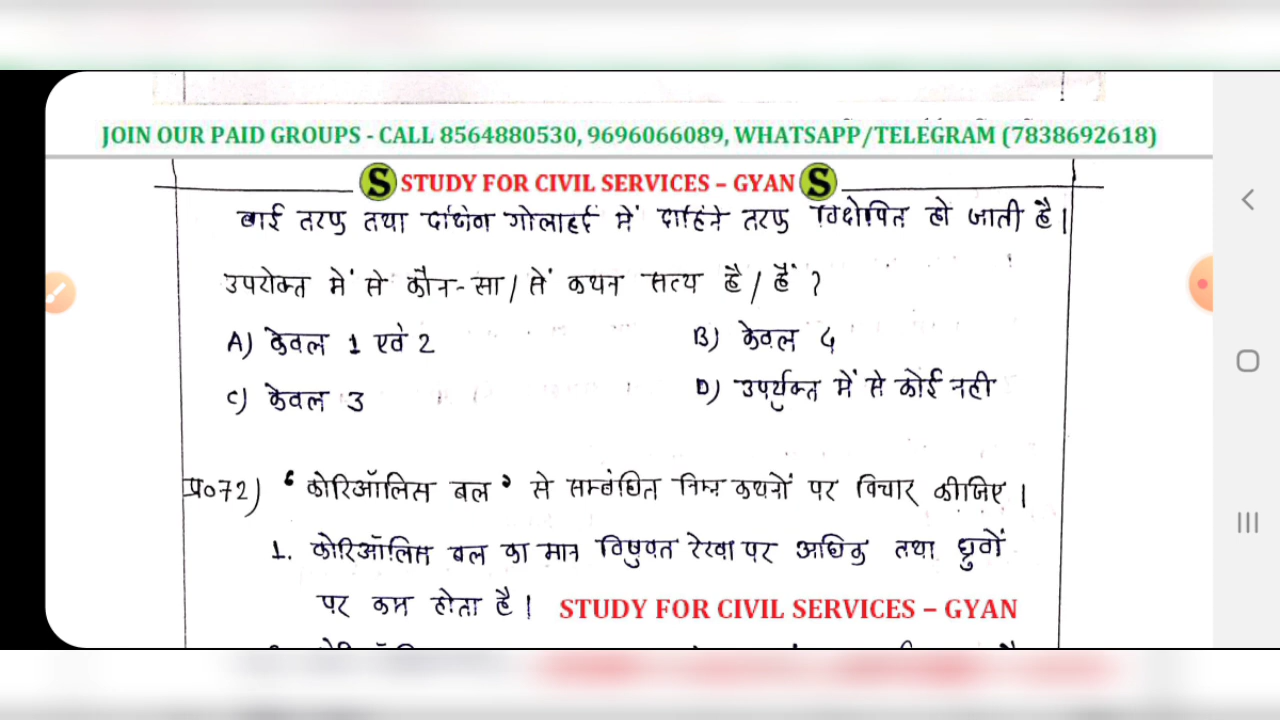 JOIN OUR PAID GROUPS - CALL 8564880530, 9696066089, WHATSAPP/TELEGRAM (7838692618)
S STUDY FOR CIVIL SERVICES – GYAN S
बाई तरफ तथा दक्षिण गोलार्द्ध में दाहिने तरफ विक्षेपित हो जाती है।
उपरोक्त में से कौन-सा / से कथन सत्य है / हैं ?
A) केवल 1 एवं 2
B) केवल 4
C) केवल 3
D) उपर्युक्त में से कोई नही
प्र०72) ‘कोरिऑलिस बल’ से सम्बंधित निम्न कथनों पर विचार कीजिए।
1. कोरिऑलिस बल का मान विषुवत रेखा पर अधिक तथा ध्रुवों
पर कम होता है।
STUDY FOR CIVIL SERVICES – GYAN